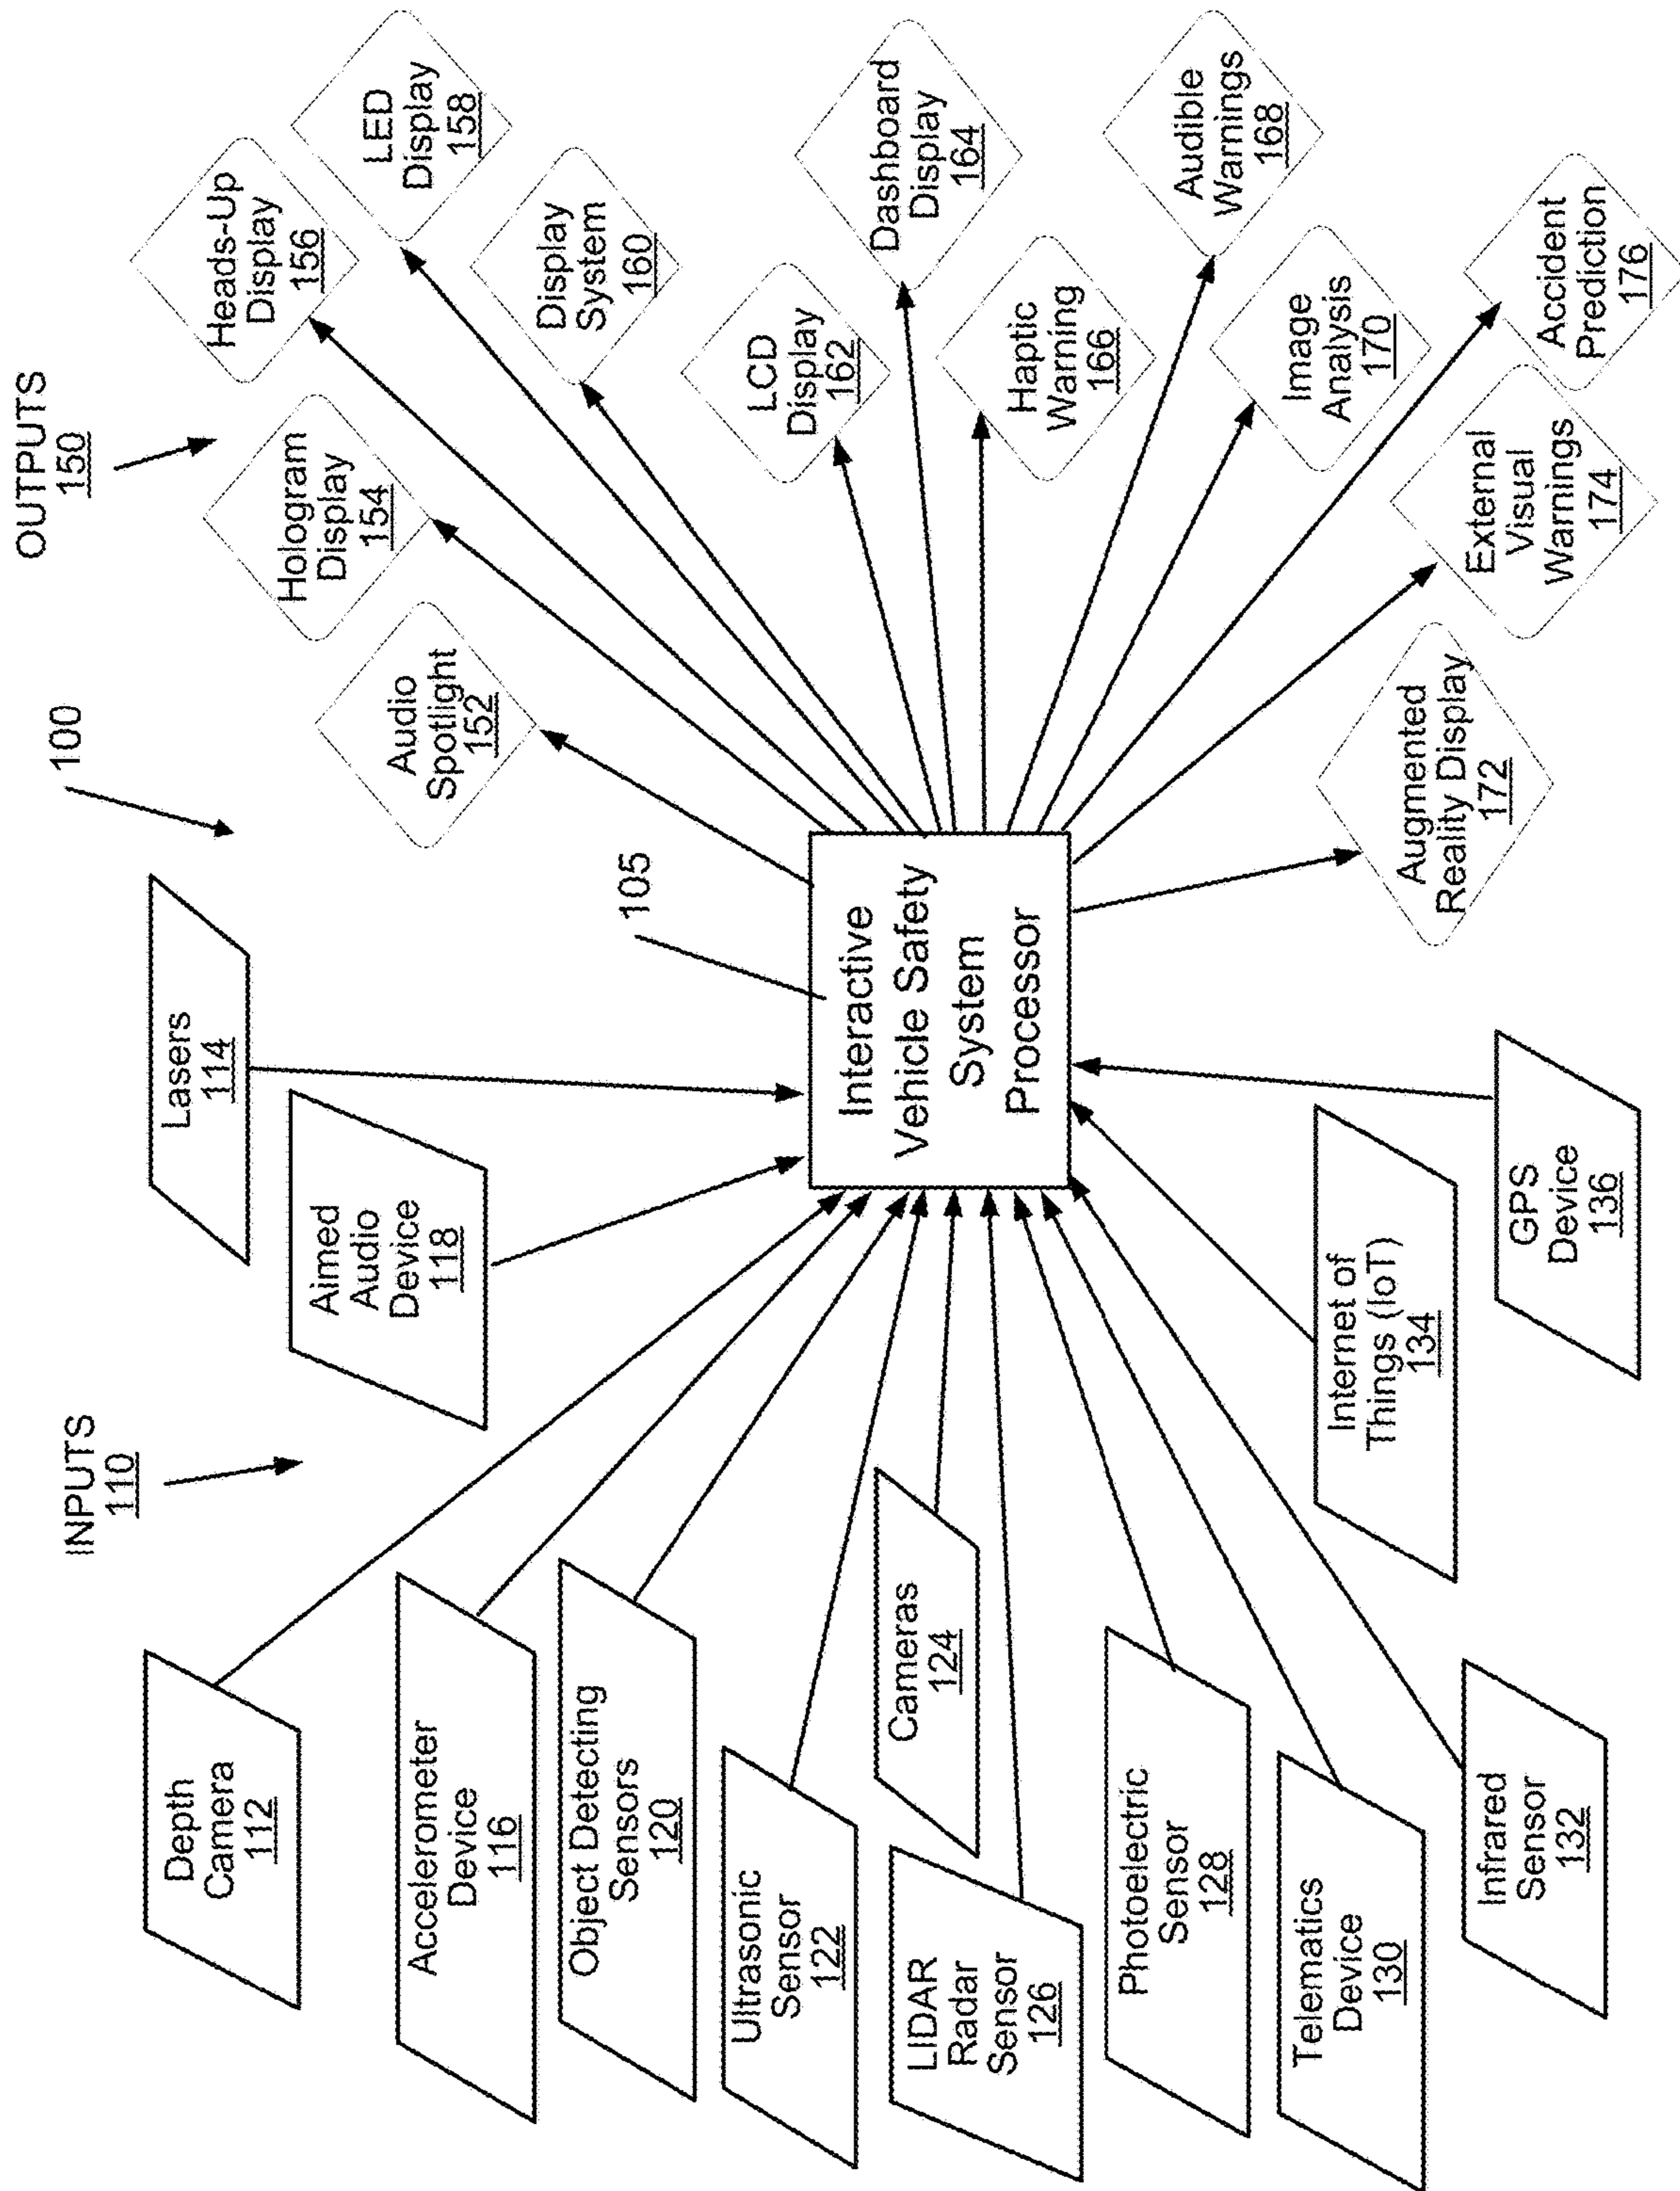 100
INPUTS
110
OUTPUTS
150
Depth
Camera
112
Lasers
114
Accelerometer
Device
116
Aimed
Audio
Device
118
Object Detecting
Sensors
120
Ultrasonic
Sensor
122
Cameras
124
LIDAR
Radar
Sensor
126
Photoelectric
Sensor
128
Telematics
Device
130
Infrared
Sensor
132
Internet of
Things (IoT)
134
GPS
Device
136
105
Interactive
Vehicle Safety
System
Processor
Audio
Spotlight
152
Hologram
Display
154
Heads-Up
Display
156
LED
Display
158
Display
System
160
LCD
Display
162
Dashboard
Display
164
Haptic
Warning
166
Audible
Warnings
168
Image
Analysis
170
Augmented
Reality Display
172
External
Visual
Warnings
174
Accident
Prediction
176